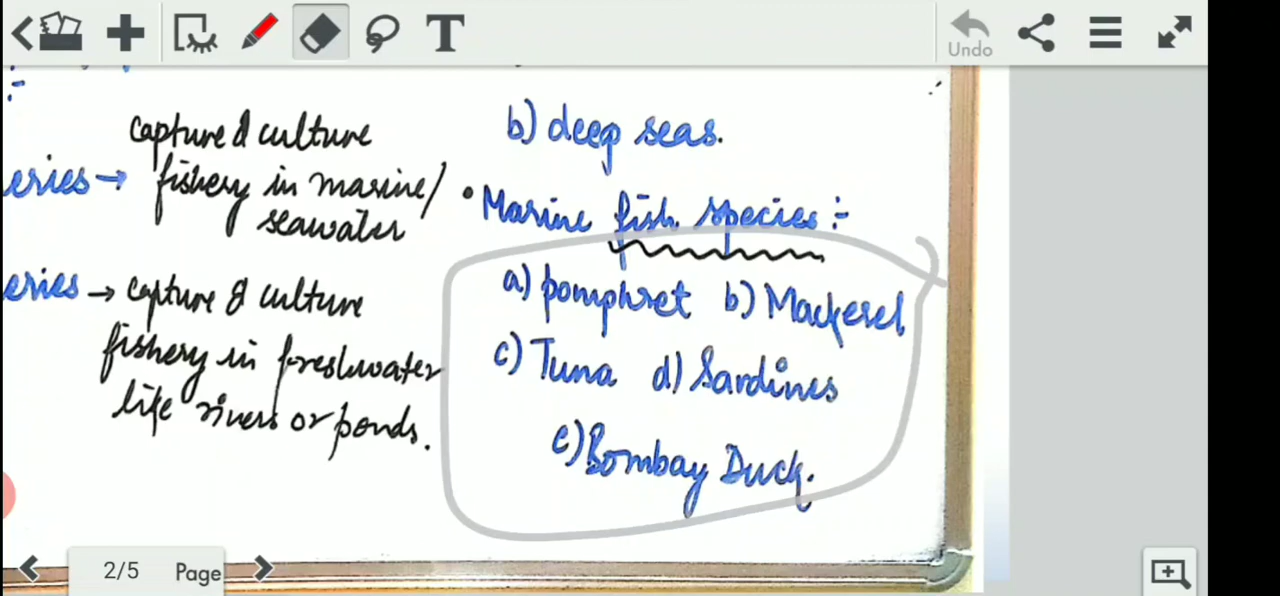 Undo
capture & culture
eries → fishery in marine/
seawater
eries → capture & culture
fishery in freshwater
like rivers or ponds.
b) deep seas.
• Marine fish species :-
a) pomphret b) Mackerel
c) Tuna d) Sardines
e) Bombay Duck.
2/5 Page